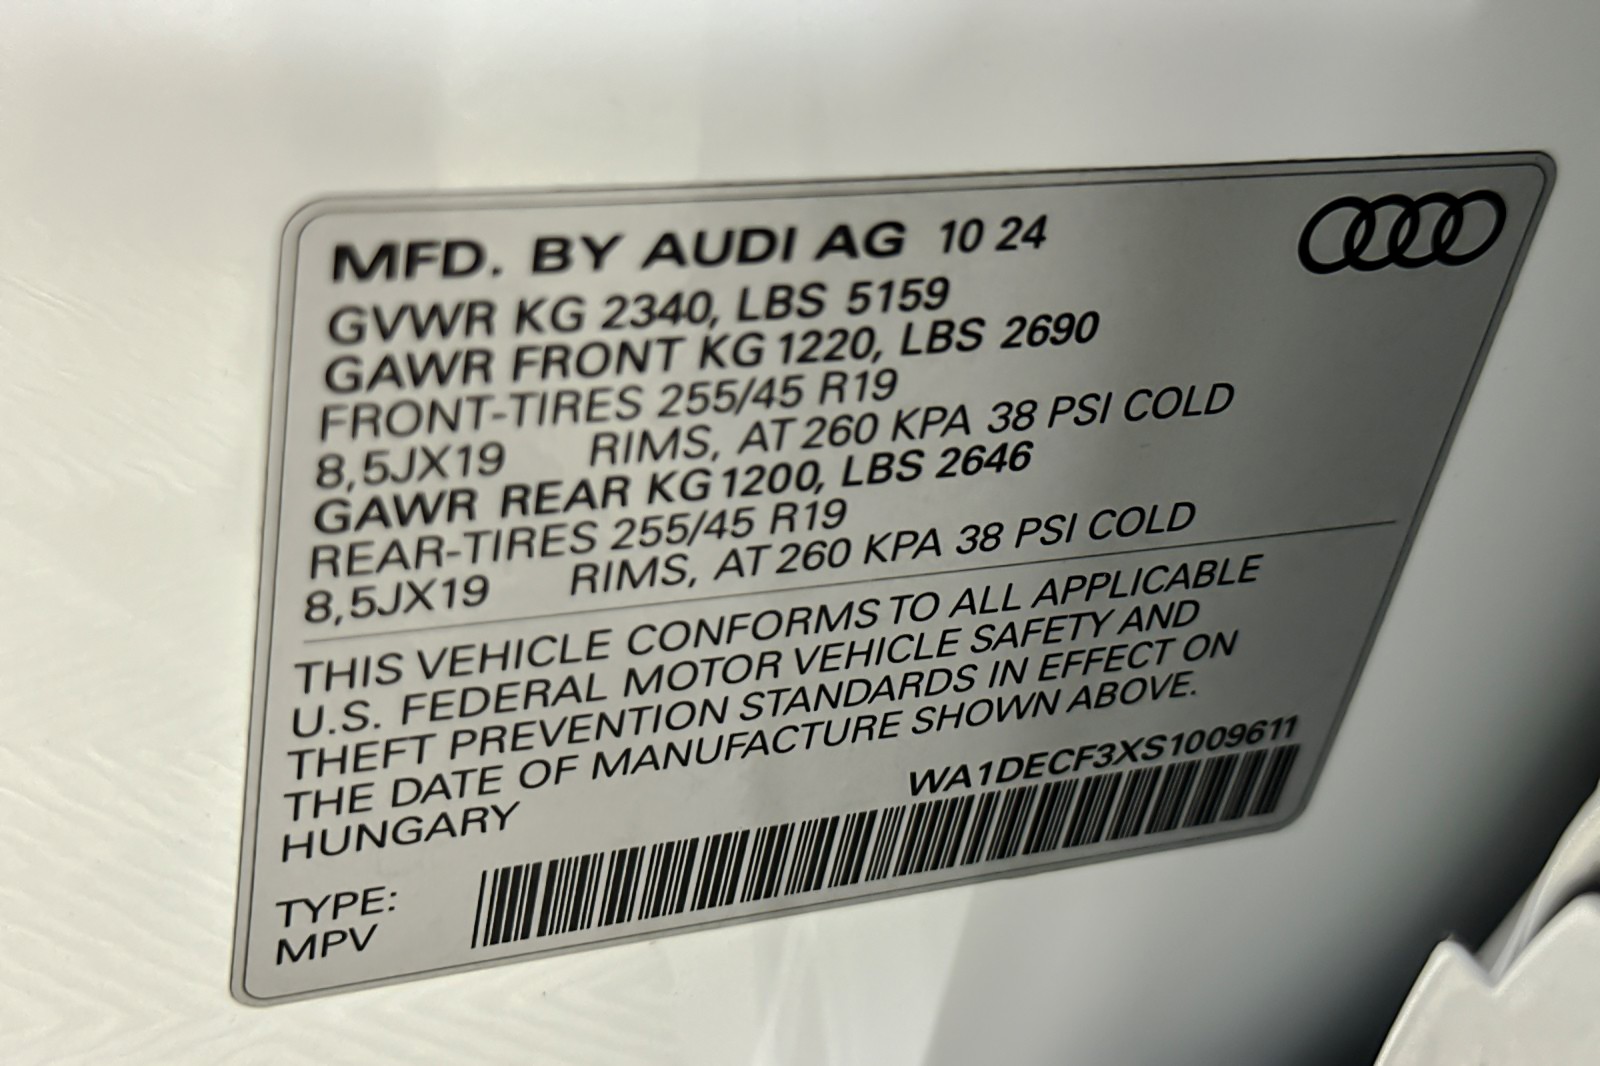 MFD. BY AUDI AG 10 24
GVWR KG 2340, LBS 5159
GAWR FRONT KG 1220, LBS 2690
FRONT-TIRES 255/45 R19
8,5JX19 RIMS, AT 260 KPA 38 PSI COLD
GAWR REAR KG 1200, LBS 2646
REAR-TIRES 255/45 R19
8,5JX19 RIMS, AT 260 KPA 38 PSI COLD
THIS VEHICLE CONFORMS TO ALL APPLICABLE
U.S. FEDERAL MOTOR VEHICLE SAFETY AND
THEFT PREVENTION STANDARDS IN EFFECT ON
THE DATE OF MANUFACTURE SHOWN ABOVE.
HUNGARY
WA1DECF3XS1009611
TYPE:
MPV